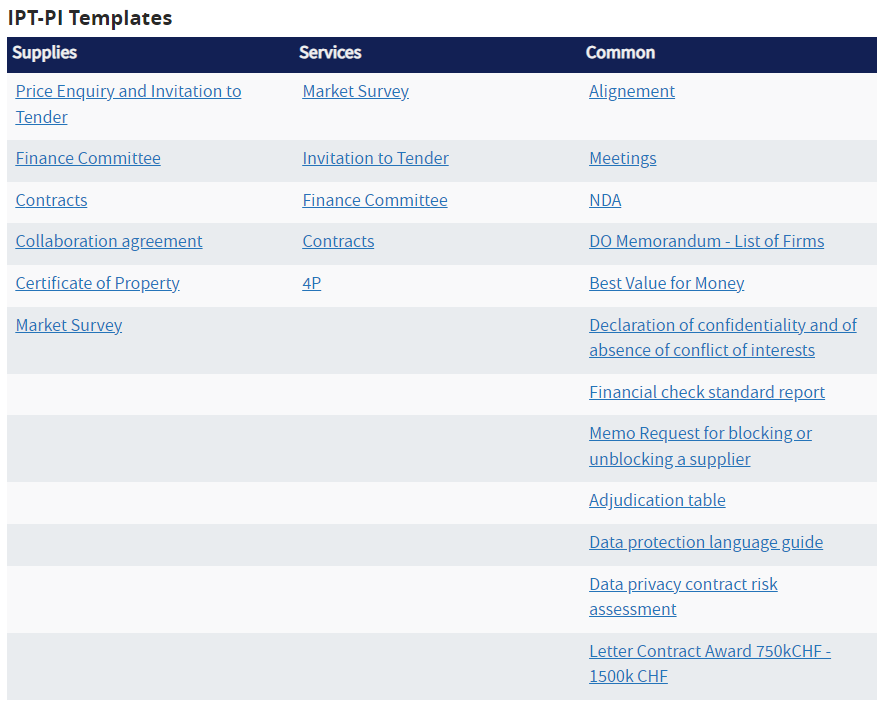 IPT-PI Templates
Supplies Services Common
Price Enquiry and Invitation to Market Survey Alignement
Tender
Finance Committee Invitation to Tender Meetings
Contracts Finance Committee NDA
Collaboration agreement Contracts DO Memorandum - List of Firms
Certificate of Property 4P Best Value for Money
Market Survey Declaration of confidentiality and of
absence of conflict of interests
Financial check standard report
Memo Request for blocking or
unblocking a supplier
Adjudication table
Data protection language guide
Data privacy contract risk
assessment
Letter Contract Award 750kCHF -
1500k CHF